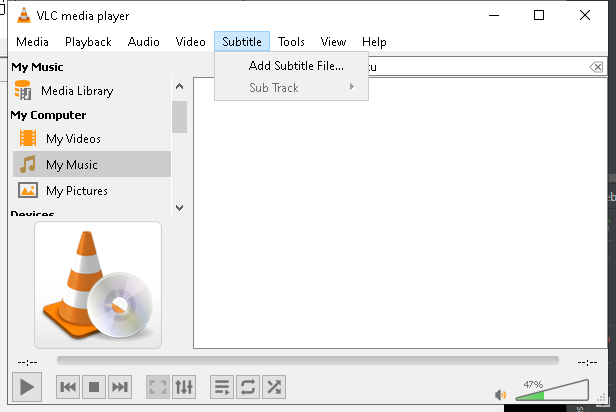 VLC media player
Media Playback Audio Video Subtitle Tools View Help
My Music
Add Subtitle File...
Media Library
Sub Track
My Computer
My Videos
My Music
My Pictures
Devices
--:-- --:--
47%